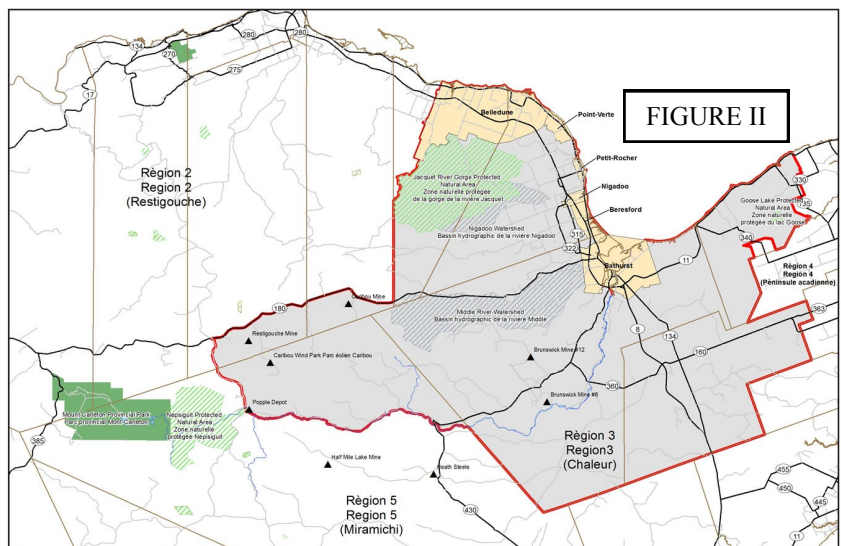 134
280
280
270
275
17
FIGURE II
Belledune
Point-Verte
Petit-Rocher
Nigadoo
Beresford
Règion 2
Region 2
(Restigouche)
Jacquet River Gorge Protected
Natural Area
Zone naturelle protégée
de la gorge de la rivière Jacquet
Nigadoo Watershed
Bassin hydrographic de la rivière Nigadoo
315
322
Bathurst
11
Goose Lake Protected
Natural Area
Zone naturelle
protégée du lac Goose
330
135
340
Règion 4
Region 4
(Péninsule acadienne)
363
180
Caribou Mine
Middle River Watershed
Bassin hydrographic de la rivière Middle
Restigouche Mine
Caribou Wind Park Parc éolien Caribou
Brunswick Mine #12
8
134
160
360
Brunswick Mine #6
Popple Depot
Mount Carleton Provincial Park
Parc provincial Mont-Carleton
Nepisiguit Protected
Natural Area
Zone naturelle
protégée Nepisiguit
385
Règion 3
Region3
(Chaleur)
Half Mile Lake Mine
Heath Steele
Règion 5
Region 5
(Miramichi)
430
455
450
445
11